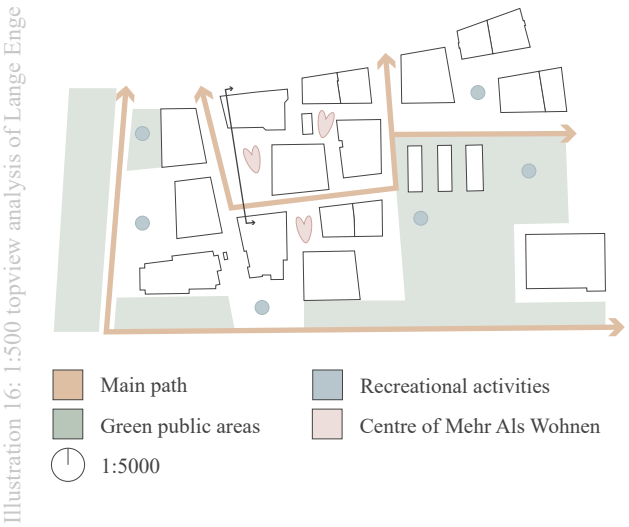 Illustration 16: 1:500 topview analysis of Lange Enge
Main path
Recreational activities
Green public areas
Centre of Mehr Als Wohnen
1:5000